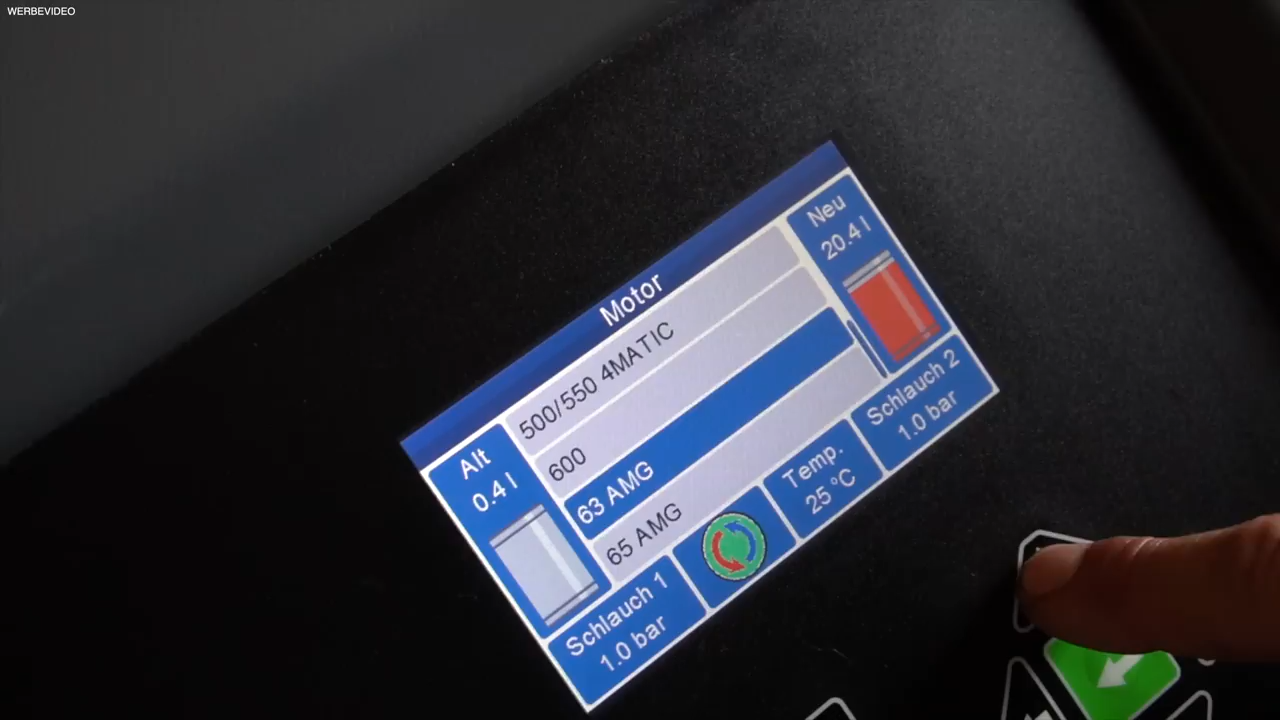 WERBEVIDEO
Motor
Neu
20.4 l
500/550 4MATIC
600
63 AMG
65 AMG
Alt
0.4 l
Schlauch 1
1.0 bar
Temp.
25 °C
Schlauch 2
1.0 bar